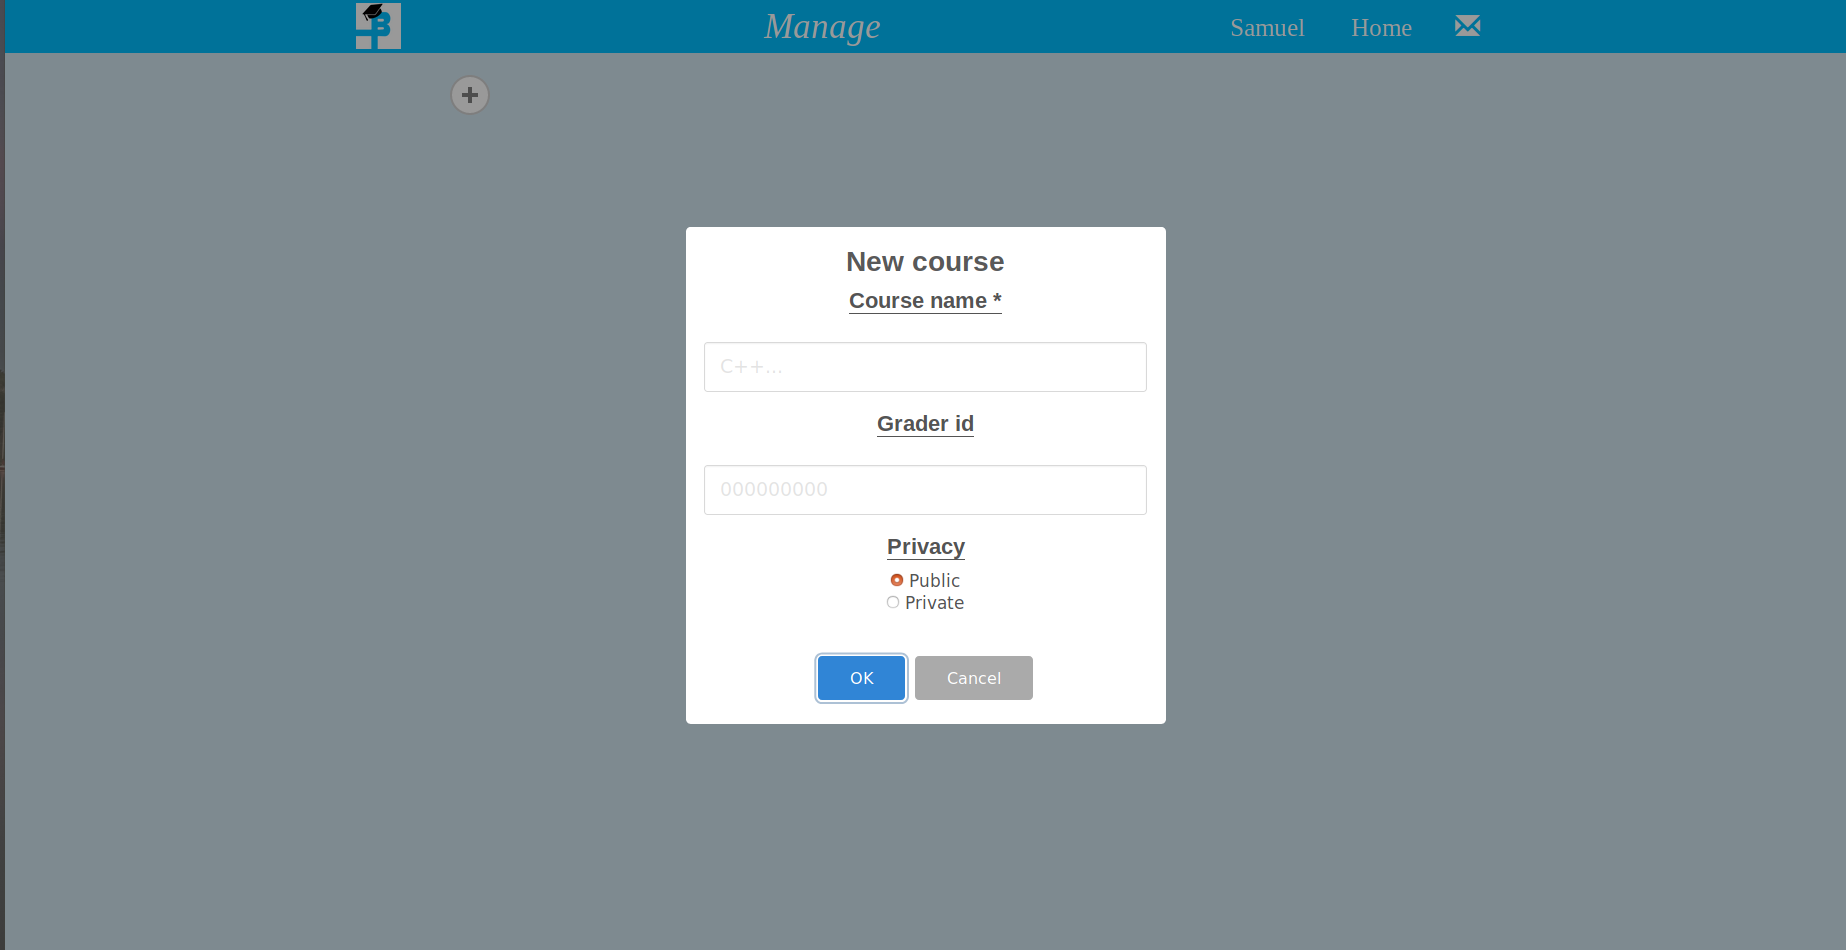 B
Manage
Samuel
Home
New course
Course name *
C++...
Grader id
000000000
Privacy
Public
Private
OK
Cancel